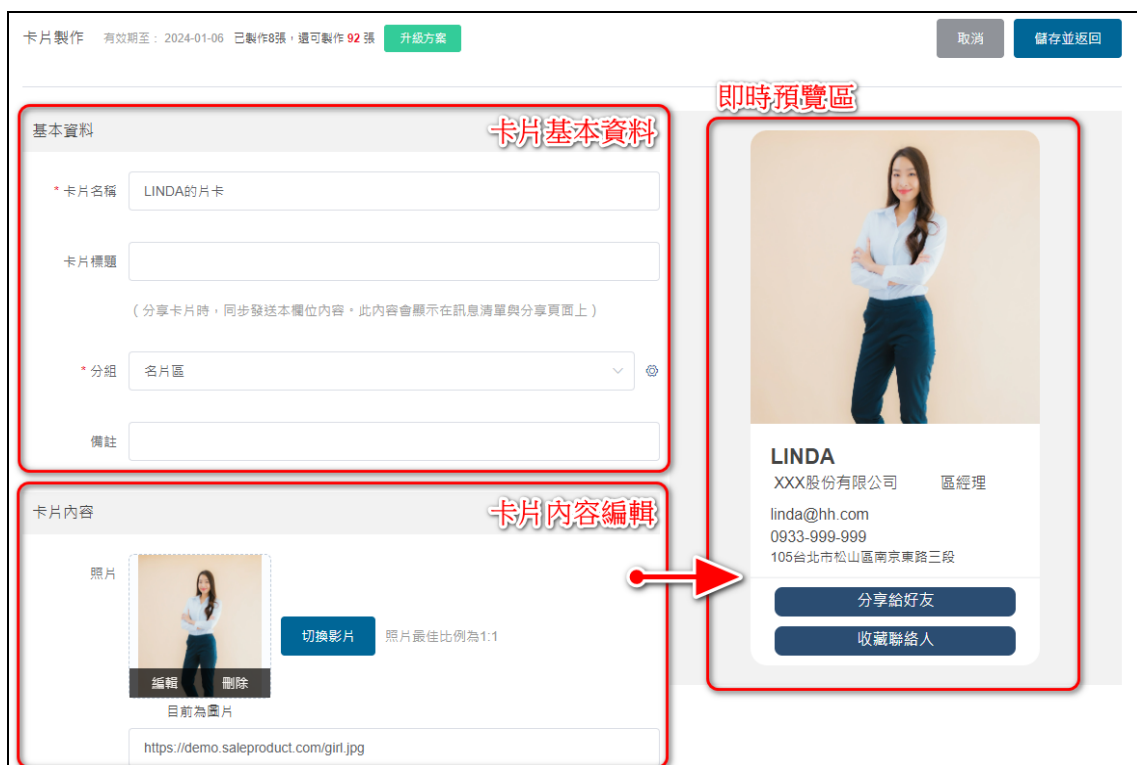 卡片製作 有效期至：2024-01-06 已製作8張，還可製作 92 張 升級方案 取消 儲存並返回
即時預覽區
基本資料 卡片基本資料
* 卡片名稱 LINDA的片卡
卡片標題
（分享卡片時，同步發送本欄位內容。此內容會顯示在訊息清單與分享頁面上）
* 分組 名片區
備註
卡片內容 卡片內容編輯
照片
切換影片 照片最佳比例為1:1
編輯 刪除
目前為圖片
https://demo.saleproduct.com/girl.jpg
LINDA
XXX股份有限公司 區經理
linda@hh.com
0933-999-999
105台北市松山區南京東路三段
分享給好友
收藏聯絡人